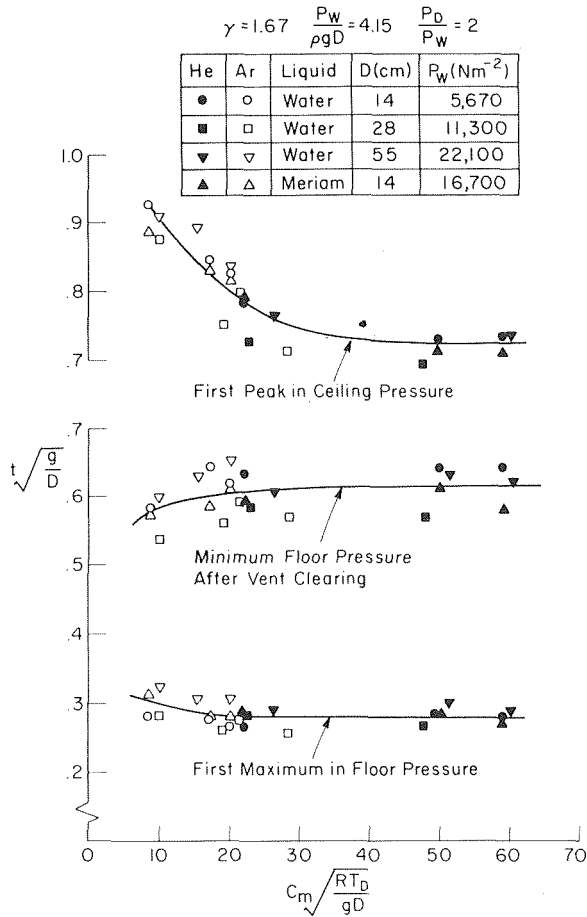 γ = 1.67   P_W/ρgD = 4.15   P_D/P_W = 2
He Ar Liquid D(cm) P_W(Nm⁻²)
● ○ Water 14 5,670
■ □ Water 28 11,300
▼ ▽ Water 55 22,100
▲ △ Meriam 14 16,700
1.0
.9
.8
.7
First Peak in Ceiling Pressure
.7
t√(g/D)
.6
.5
Minimum Floor Pressure
After Vent Clearing
.4
.3
First Maximum in Floor Pressure
.2
0 10 20 30 40 50 60 70
C_m√(RT_D/gD)